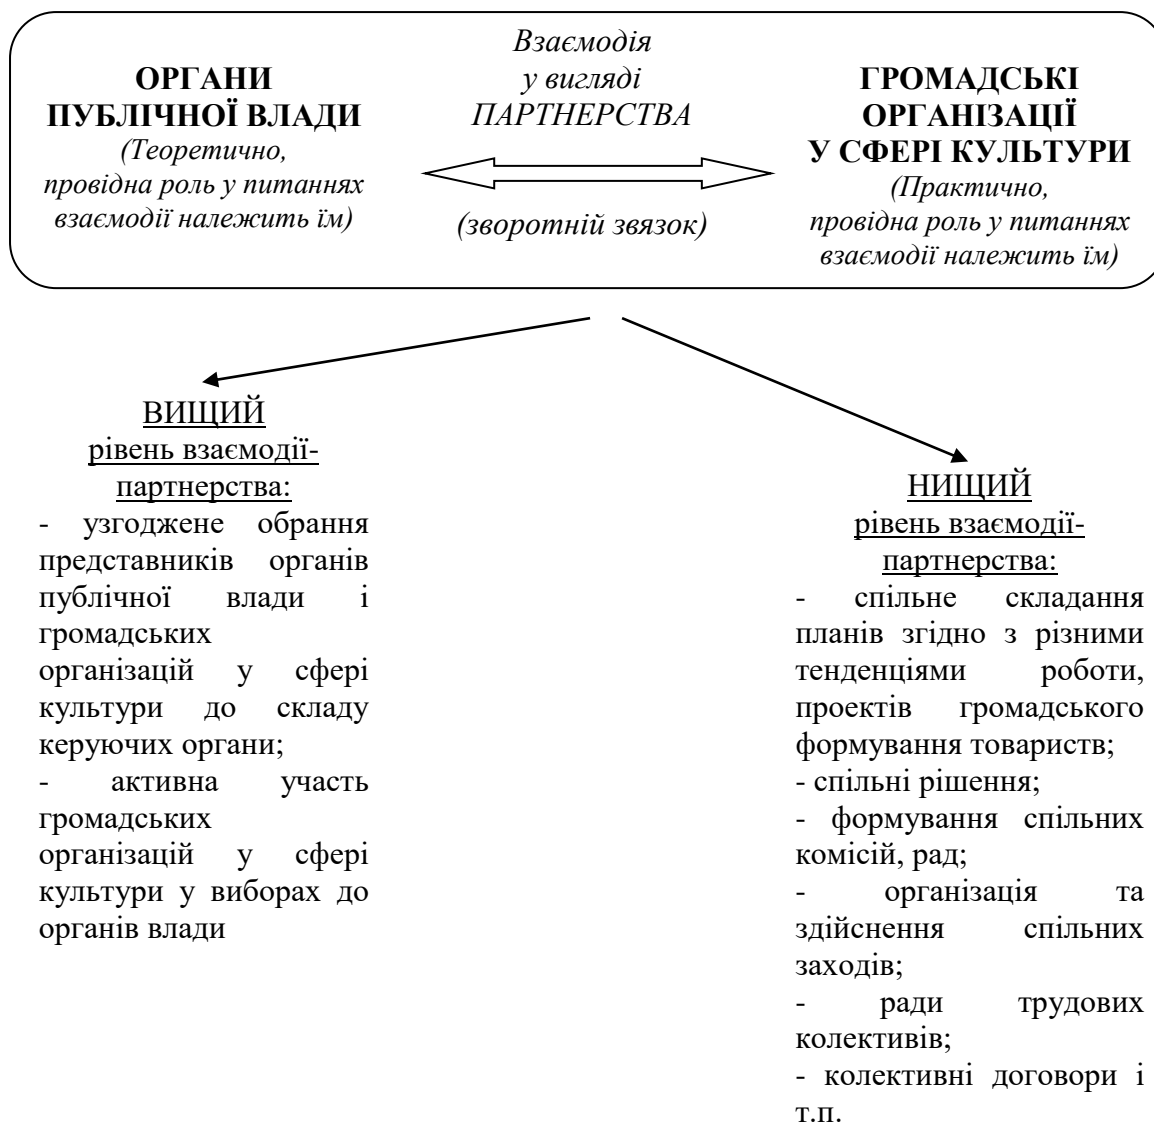 ОРГАНИ
ПУБЛІЧНОЇ ВЛАДИ
(Теоретично,
провідна роль у питаннях
взаємодії належить їм)
Взаємодія
у вигляді
ПАРТНЕРСТВА
(зворотній звязок)
ГРОМАДСЬКІ
ОРГАНІЗАЦІЇ
У СФЕРІ КУЛЬТУРИ
(Практично,
провідна роль у питаннях
взаємодії належить їм)
ВИЩИЙ
рівень взаємодії-
партнерства:
- узгоджене обрання
представників органів
публічної влади і
громадських
організацій у сфері
культури до складу
керуючих органи;
- активна участь
громадських
організацій у сфері
культури у виборах до
органів влади
НИЩИЙ
рівень взаємодії-
партнерства:
- спільне складання
планів згідно з різними
тенденціями роботи,
проектів громадського
формування товариств;
- спільні рішення;
- формування спільних
комісій, рад;
- організація та
здійснення спільних
заходів;
- ради трудових
колективів;
- колективні договори і
т.п.